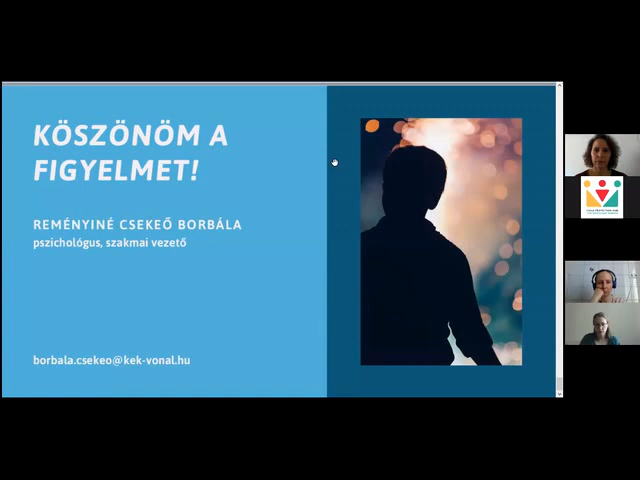 KÖSZÖNÖM A
FIGYELMET!
REMÉNYINÉ CSEKEŐ BORBÁLA
pszichológus, szakmai vezető
borbala.csekeo@kek-vonal.hu